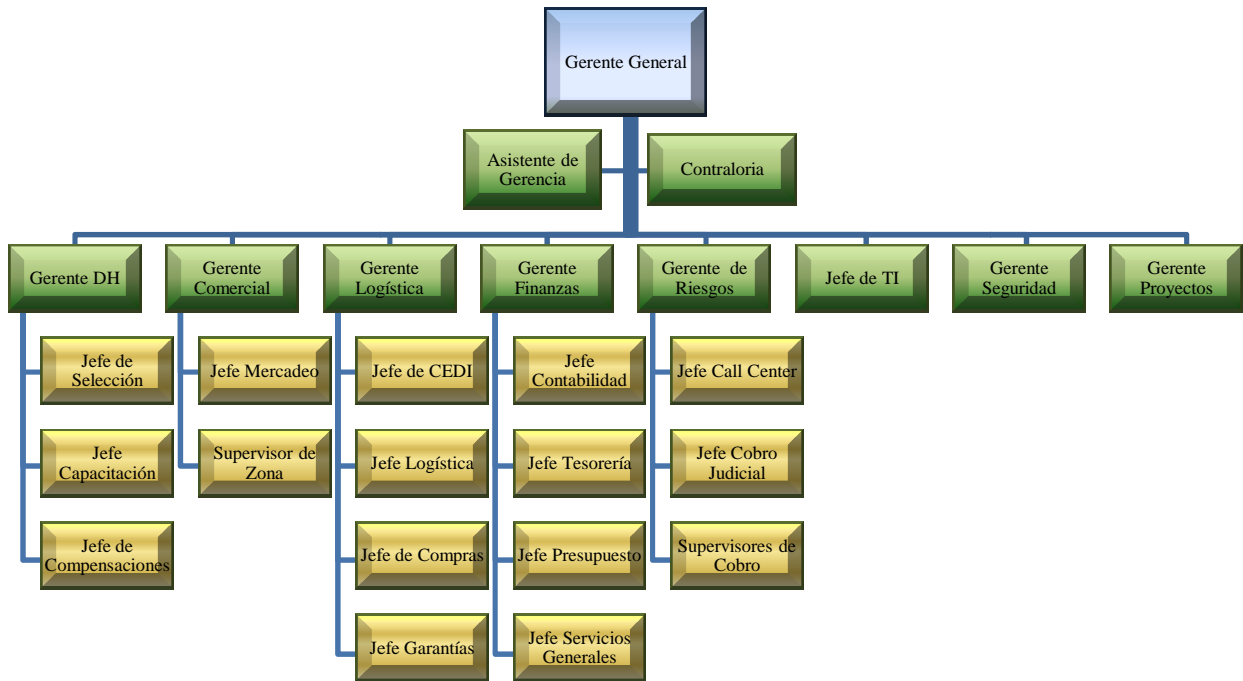 Gerente General
Asistente de
Gerencia
Contraloria
Gerente DH
Gerente
Comercial
Gerente
Logística
Gerente
Finanzas
Gerente de
Riesgos
Jefe de TI
Gerente
Seguridad
Gerente
Proyectos
Jefe de
Selección
Jefe
Capacitación
Jefe de
Compensaciones
Jefe Mercadeo
Supervisor de
Zona
Jefe de CEDI
Jefe Logística
Jefe de Compras
Jefe Garantías
Jefe
Contabilidad
Jefe Tesorería
Jefe Presupuesto
Jefe Servicios
Generales
Jefe Call Center
Jefe Cobro
Judicial
Supervisores de
Cobro